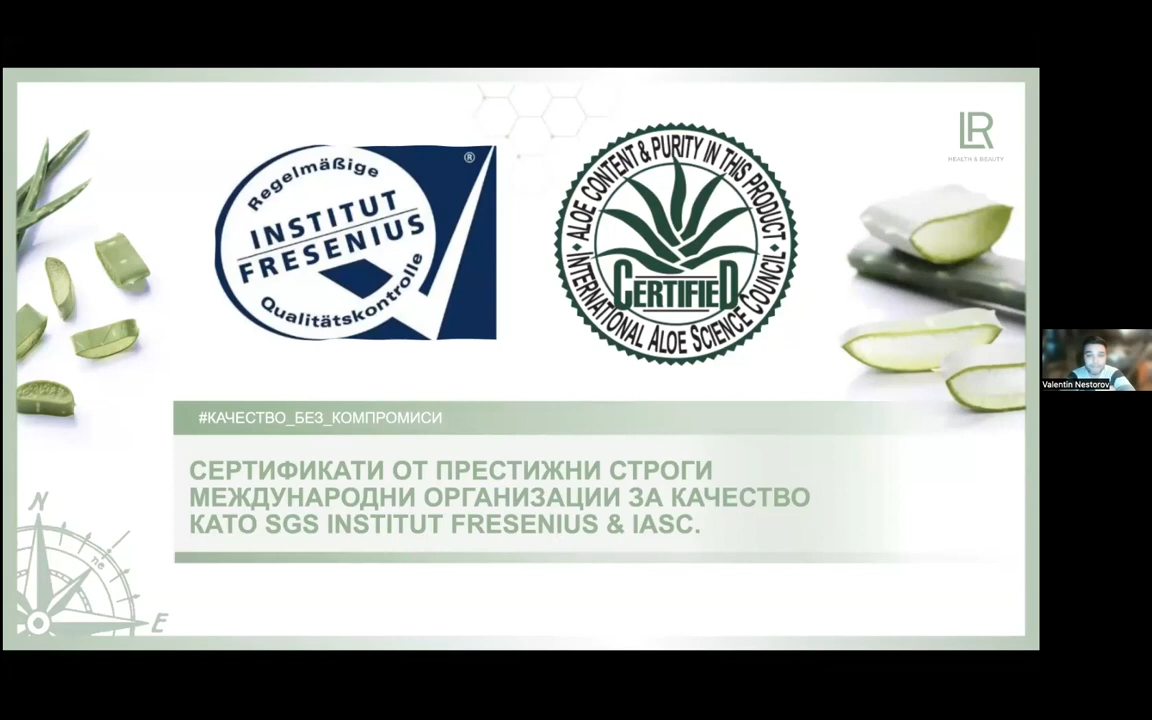 Regelmäßige
INSTITUT
FRESENIUS
Qualitätskontrolle
®
ALOE CONTENT & PURITY IN THIS PRODUCT
INTERNATIONAL ALOE SCIENCE COUNCIL
CERTIFIED
LR
HEALTH & BEAUTY
#КАЧЕСТВО_БЕЗ_КОМПРОМИСИ
СЕРТИФИКАТИ ОТ ПРЕСТИЖНИ СТРОГИ
МЕЖДУНАРОДНИ ОРГАНИЗАЦИИ ЗА КАЧЕСТВО
КАТО SGS INSTITUT FRESENIUS & IASC.
N
ne
E
Valentin Nestorov